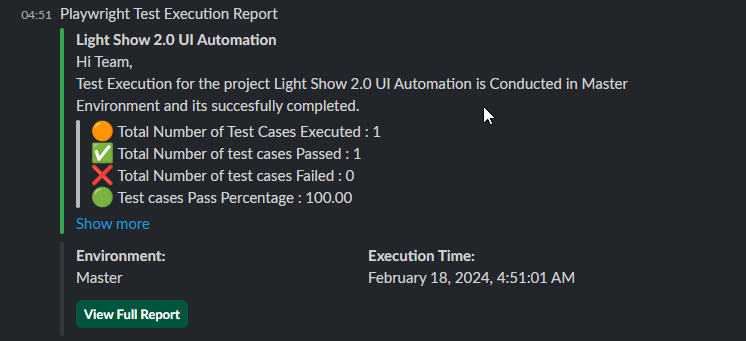 04:51 Playwright Test Execution Report
Light Show 2.0 UI Automation
Hi Team,
Test Execution for the project Light Show 2.0 UI Automation is Conducted in Master
Environment and its succesfully completed.
🟠 Total Number of Test Cases Executed : 1
✅ Total Number of test cases Passed : 1
❌ Total Number of test cases Failed : 0
🟢 Test cases Pass Percentage : 100.00
Show more
Environment: Execution Time:
Master February 18, 2024, 4:51:01 AM
View Full Report